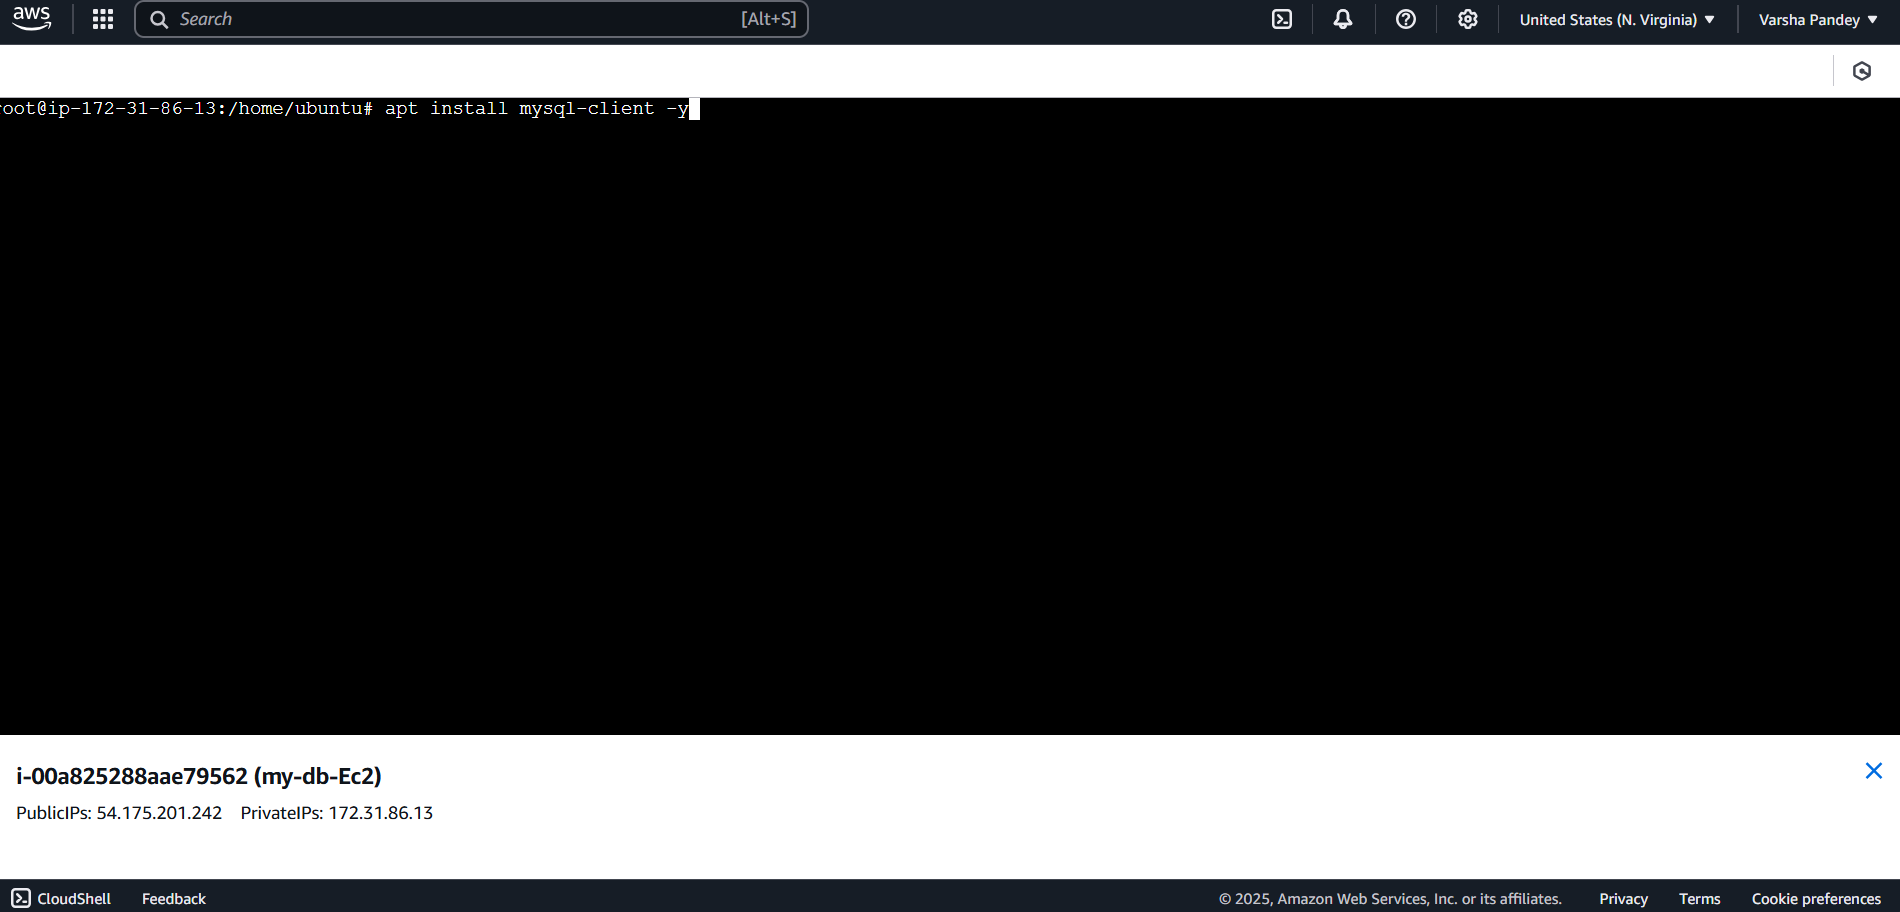 aws
Search [Alt+S]
United States (N. Virginia)
Varsha Pandey
root@ip-172-31-86-13:/home/ubuntu# apt install mysql-client -y
i-00a825288aae79562 (my-db-Ec2)
PublicIPs: 54.175.201.242 PrivateIPs: 172.31.86.13
CloudShell Feedback © 2025, Amazon Web Services, Inc. or its affiliates. Privacy Terms Cookie preferences